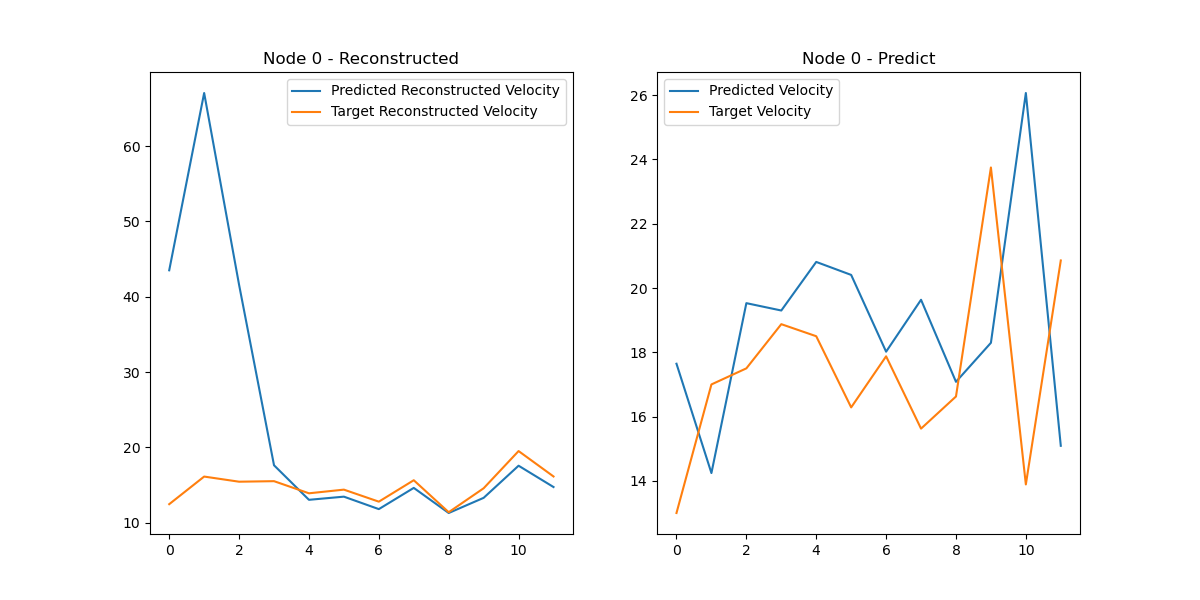 Node 0 - Reconstructed
Predicted Reconstructed Velocity
Target Reconstructed Velocity
60
50
40
30
20
10
0 2 4 6 8 10
Node 0 - Predict
Predicted Velocity
Target Velocity
26
24
22
20
18
16
14
0 2 4 6 8 10